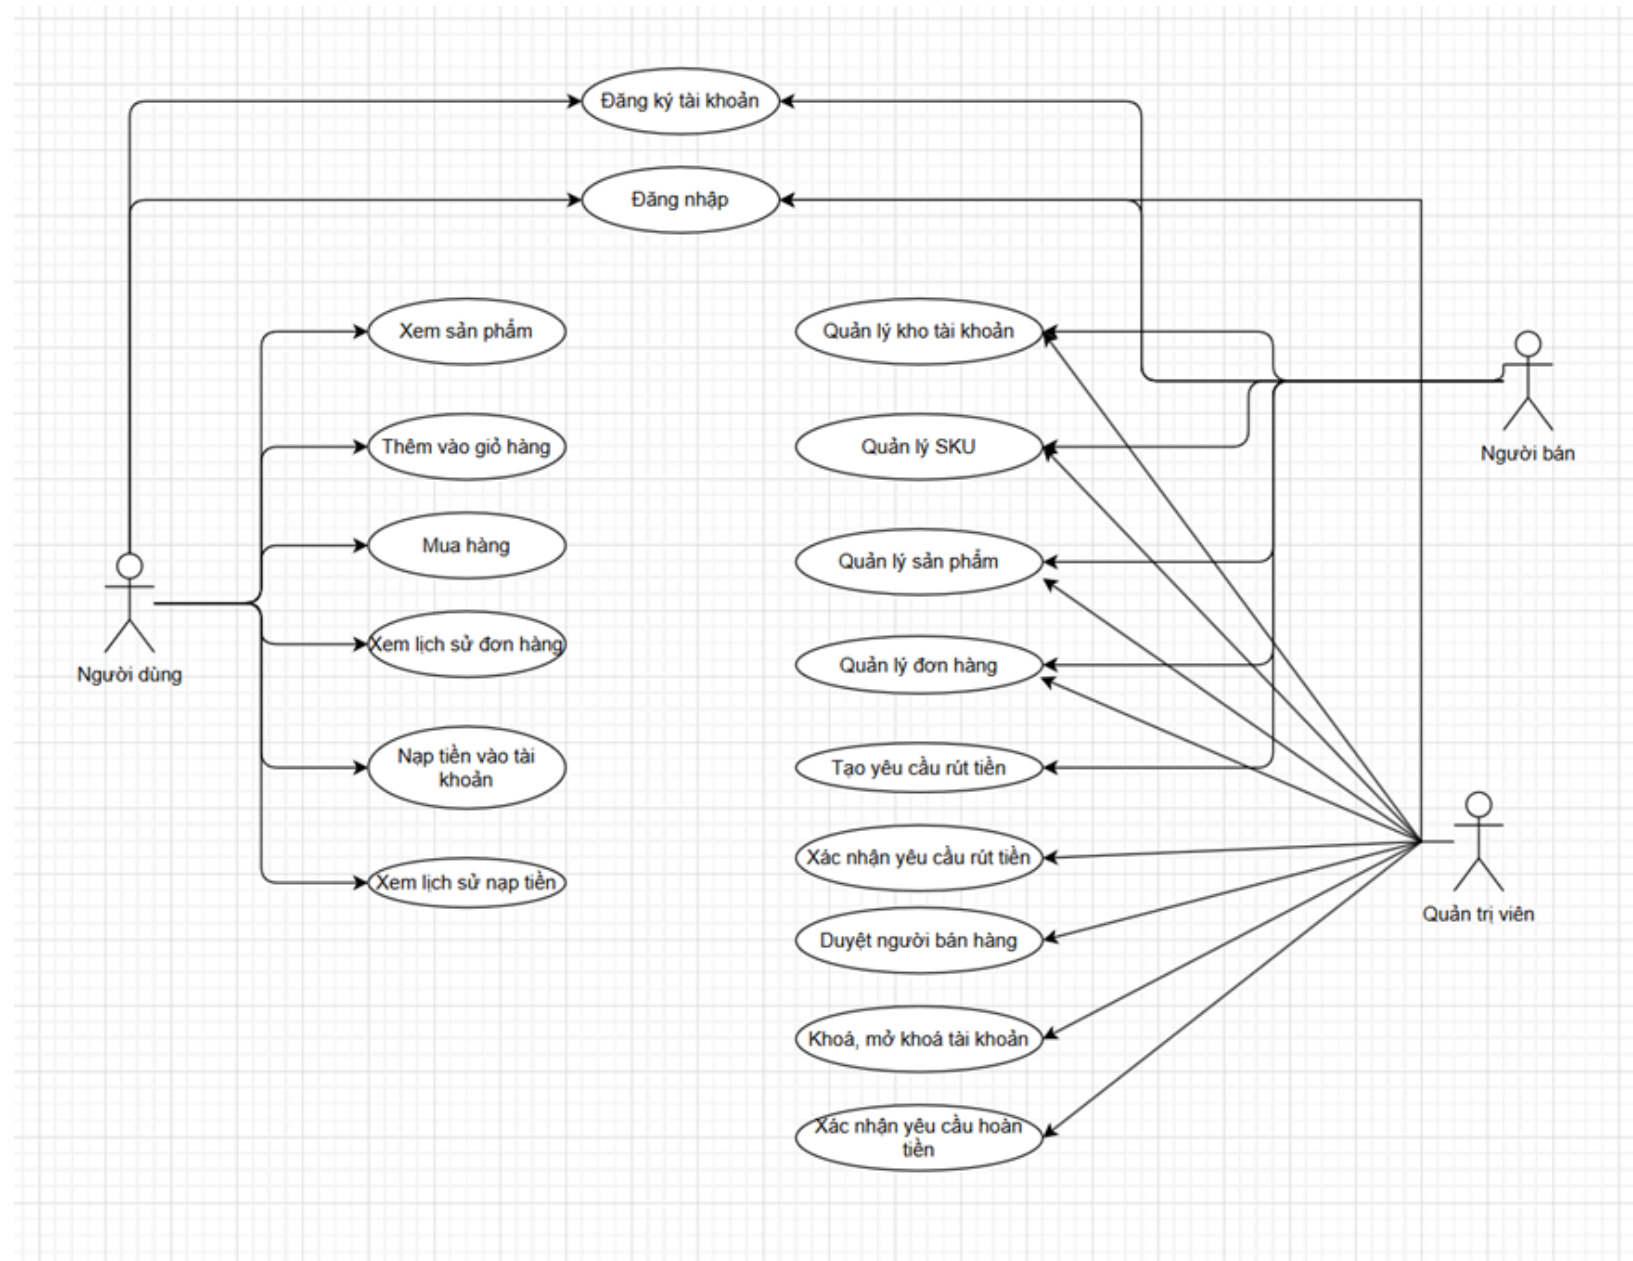 Đăng ký tài khoản
Đăng nhập
Xem sản phẩm
Quản lý kho tài khoản
Thêm vào giỏ hàng
Quản lý SKU
Người bán
Mua hàng
Quản lý sản phẩm
Xem lịch sử đơn hàng
Quản lý đơn hàng
Người dùng
Nạp tiền vào tài
khoản
Tạo yêu cầu rút tiền
Xác nhận yêu cầu rút tiền
Xem lịch sử nạp tiền
Quản trị viên
Duyệt người bán hàng
Khoá, mở khoá tài khoản
Xác nhận yêu cầu hoàn
tiền